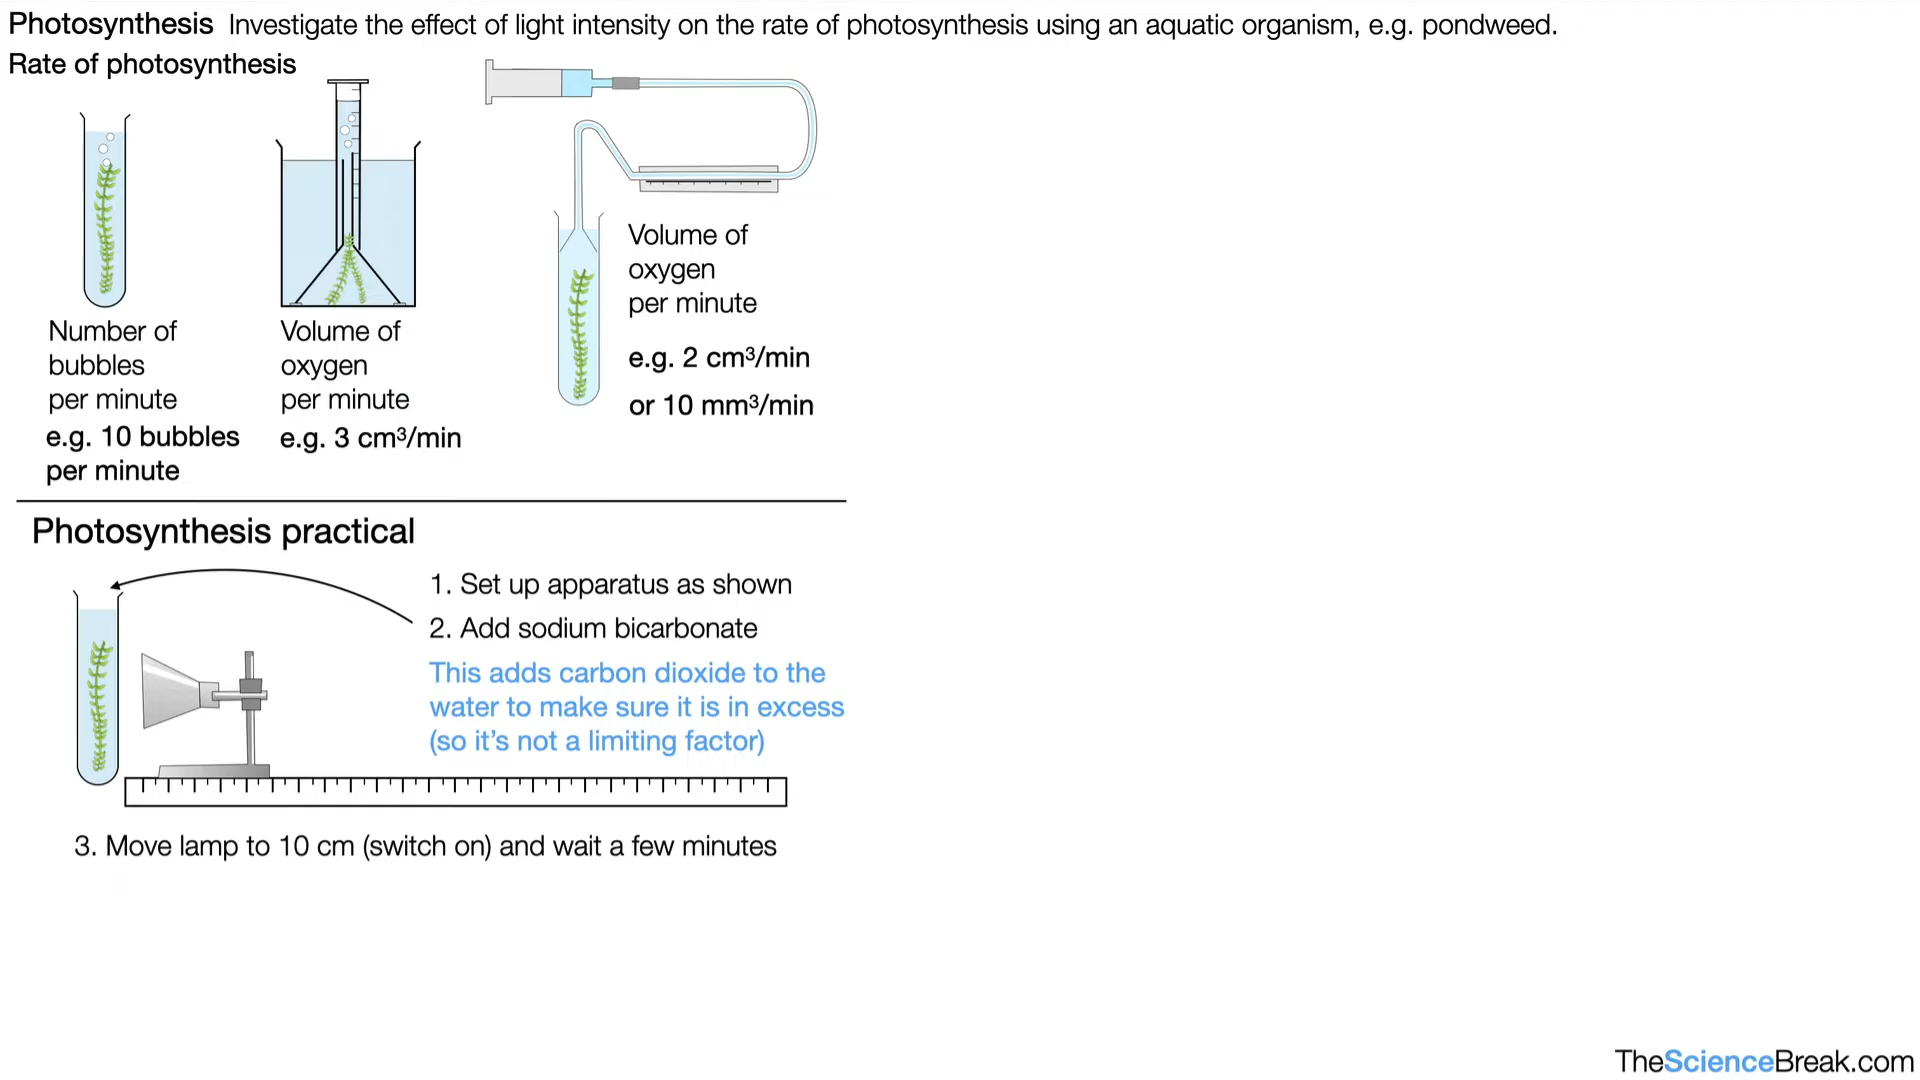 Photosynthesis Investigate the effect of light intensity on the rate of photosynthesis using an aquatic organism, e.g. pondweed.
Rate of photosynthesis
Number of
bubbles
per minute
e.g. 10 bubbles
per minute
Volume of
oxygen
per minute
e.g. 3 cm³/min
Volume of
oxygen
per minute
e.g. 2 cm³/min
or 10 mm³/min
Photosynthesis practical
1. Set up apparatus as shown
2. Add sodium bicarbonate
This adds carbon dioxide to the
water to make sure it is in excess
(so it’s not a limiting factor)
3. Move lamp to 10 cm (switch on) and wait a few minutes
TheScienceBreak.com